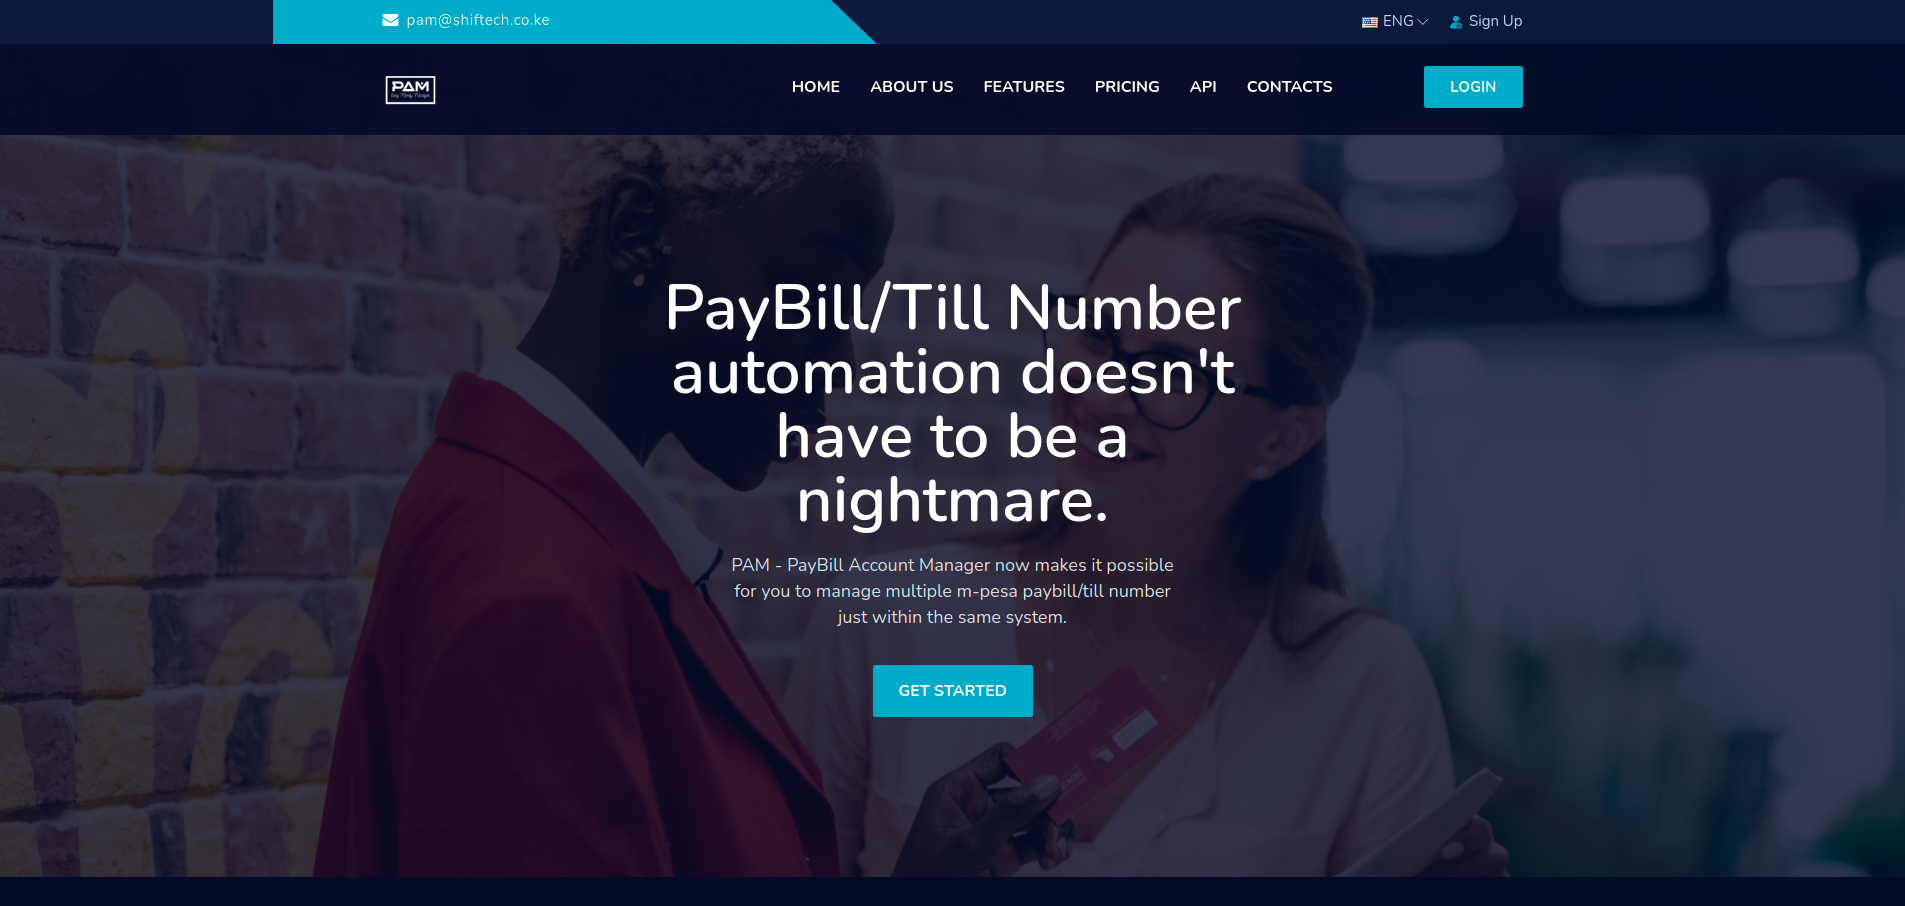 pam@shiftech.co.ke
ENG
Sign Up
PAM
HOME
ABOUT US
FEATURES
PRICING
API
CONTACTS
LOGIN
PayBill/Till Number
automation doesn't
have to be a
nightmare.
PAM - PayBill Account Manager now makes it possible
for you to manage multiple m-pesa paybill/till number
just within the same system.
GET STARTED